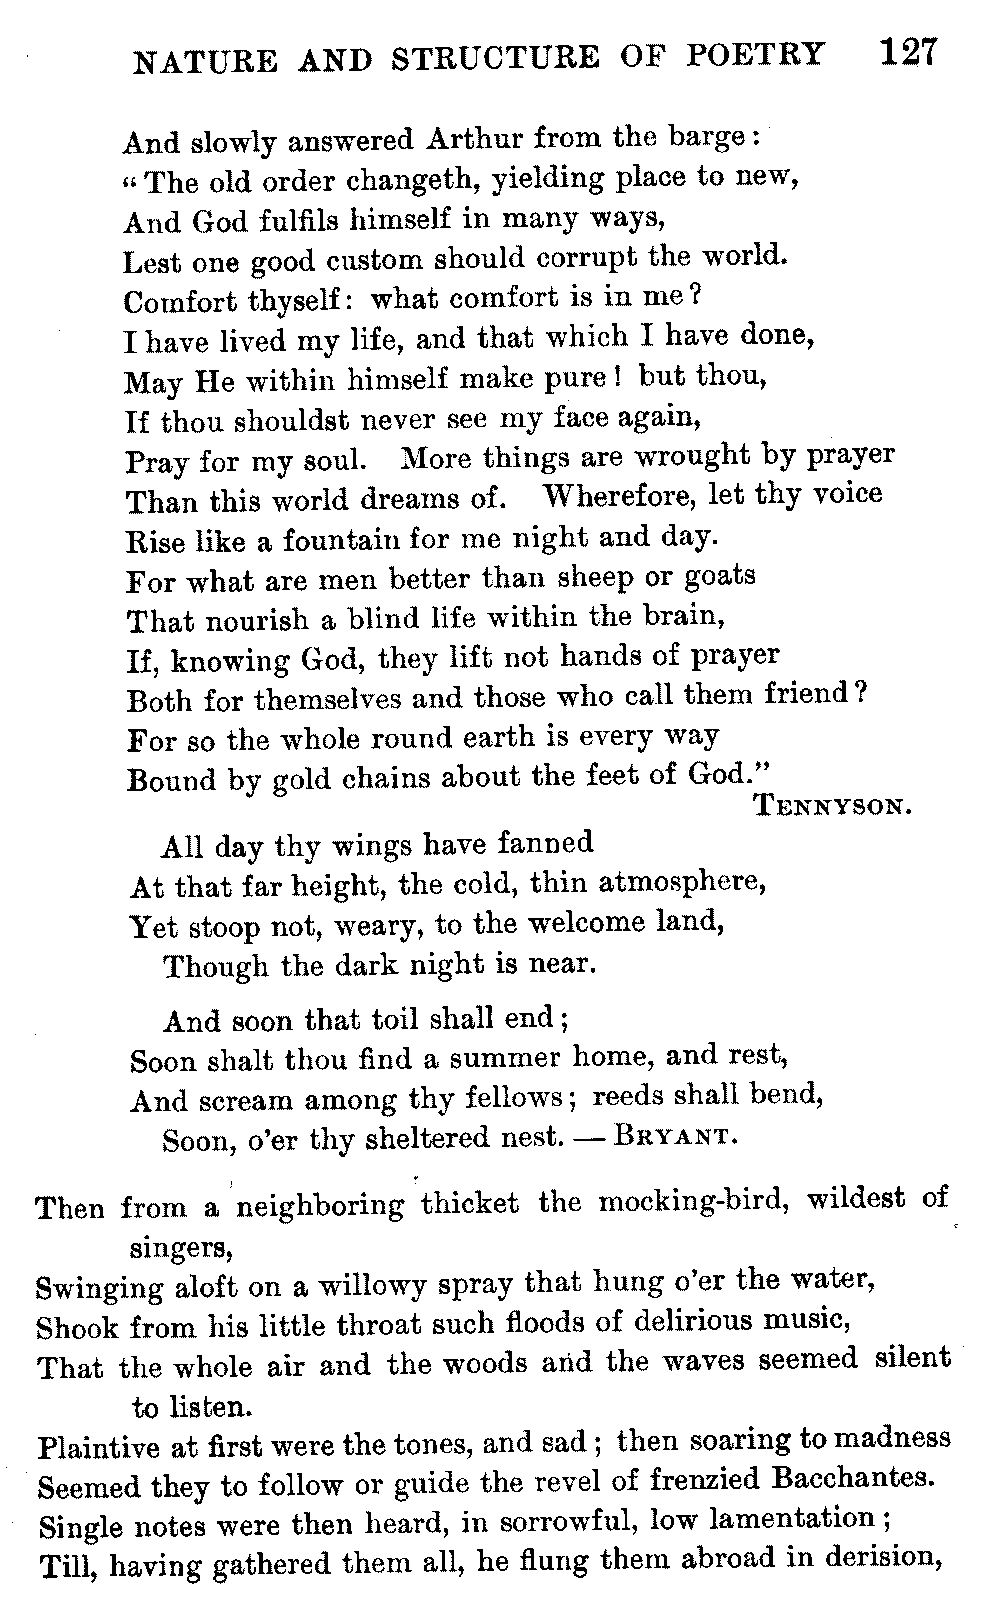 NATURE AND STRUCTURE OF POETRY 127
And slowly answered Arthur from the barge:
"The old order changeth, yielding place to new,
And God fulfils himself in many ways,
Lest one good custom should corrupt the world.
Comfort thyself: what comfort is in me?
I have lived my life, and that which I have done,
May He within himself make pure! but thou,
If thou shouldst never see my face again,
Pray for my soul. More things are wrought by prayer
Than this world dreams of. Wherefore, let thy voice
Rise like a fountain for me night and day.
For what are men better than sheep or goats
That nourish a blind life within the brain,
If, knowing God, they lift not hands of prayer
Both for themselves and those who call them friend?
For so the whole round earth is every way
Bound by gold chains about the feet of God."
TENNYSON.
All day thy wings have fanned
At that far height, the cold, thin atmosphere,
Yet stoop not, weary, to the welcome land,
Though the dark night is near.
And soon that toil shall end;
Soon shalt thou find a summer home, and rest,
And scream among thy fellows; reeds shall bend,
Soon, o'er thy sheltered nest. — BRYANT.
Then from a neighboring thicket the mocking-bird, wildest of
singers,
Swinging aloft on a willowy spray that hung o'er the water,
Shook from his little throat such floods of delirious music,
That the whole air and the woods and the waves seemed silent
to listen.
Plaintive at first were the tones, and sad; then soaring to madness
Seemed they to follow or guide the revel of frenzied Bacchantes.
Single notes were then heard, in sorrowful, low lamentation;
Till, having gathered them all, he flung them abroad in derision,